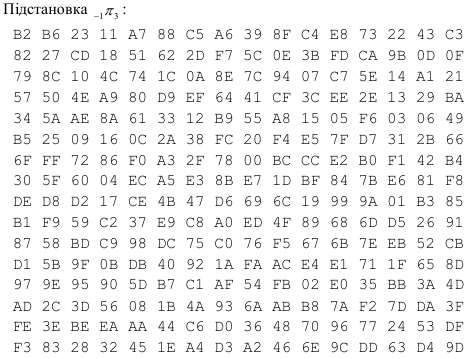 Підстановка ₋₁π₃ :
B2 B6 23 11 A7 88 C5 A6 39 8F C4 E8 73 22 43 C3
82 27 CD 18 51 62 2D F7 5C 0E 3B FD CA 9B 0D 0F
79 8C 10 4C 74 1C 0A 8E 7C 94 07 C7 5E 14 A1 21
57 50 4E A9 80 D9 EF 64 41 CF 3C EE 2E 13 29 BA
34 5A AE 8A 61 33 12 B9 55 A8 15 05 F6 03 06 49
B5 25 09 16 0C 2A 38 FC 20 F4 E5 7F D7 31 2B 66
6F FF 72 86 F0 A3 2F 78 00 BC CC E2 B0 F1 42 B4
30 5F 60 04 EC A5 E3 8B E7 1D BF 84 7B E6 81 F8
DE D8 D2 17 CE 4B 47 D6 69 6C 19 99 9A 01 B3 85
B1 F9 59 C2 37 E9 C8 A0 ED 4F 89 68 6D D5 26 91
87 58 BD C9 98 DC 75 C0 76 F5 67 6B 7E EB 52 CB
D1 5B 9F 0B DB 40 92 1A FA AC E4 E1 71 1F 65 8D
97 9E 95 90 5D B7 C1 AF 54 FB 02 E0 35 BB 3A 4D
AD 2C 3D 56 08 1B 4A 93 6A AB B8 7A F2 7D DA 3F
FE 3E BE EA AA 44 C6 D0 36 48 70 96 77 24 53 DF
F3 83 28 32 45 1E A4 D3 A2 46 6E 9C DD 63 D4 9D